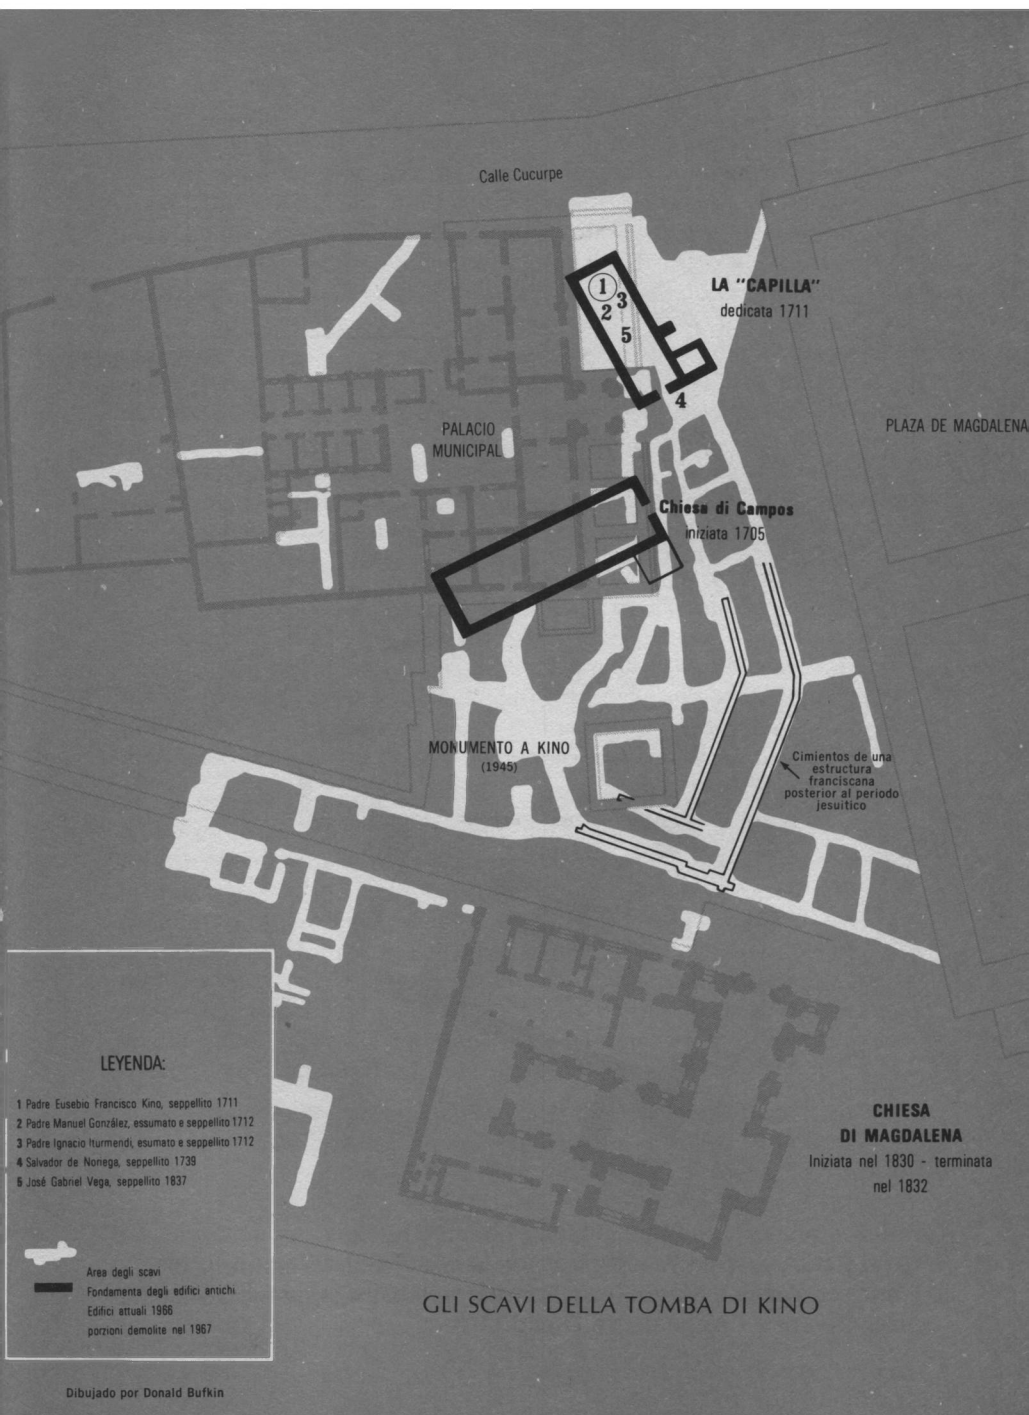 Calle Cucurpe
LA "CAPILLA"
dedicata 1711
1
3
2
5
4
PALACIO
MUNICIPAL
PLAZA DE MAGDALENA
Chiesa di Campos
iniziata 1705
MONUMENTO A KINO
(1945)
Cimientos de una
estructura
franciscana
posterior al periodo
jesuitico
LEYENDA:
1 Padre Eusebio Francisco Kino, seppellito 1711
2 Padre Manuel González, essumato e seppellito 1712
3 Padre Ignacio Iturmendi, esumato e seppellito 1712
4 Salvador de Noriega, seppellito 1739
5 José Gabriel Vega, seppellito 1837
Area degli scavi
Fondamenta degli edifici antichi
Edifici attuali 1966
porzioni demolite nel 1967
CHIESA
DI MAGDALENA
Iniziata nel 1830 - terminata
nel 1832
GLI SCAVI DELLA TOMBA DI KINO
Dibujado por Donald Bufkin